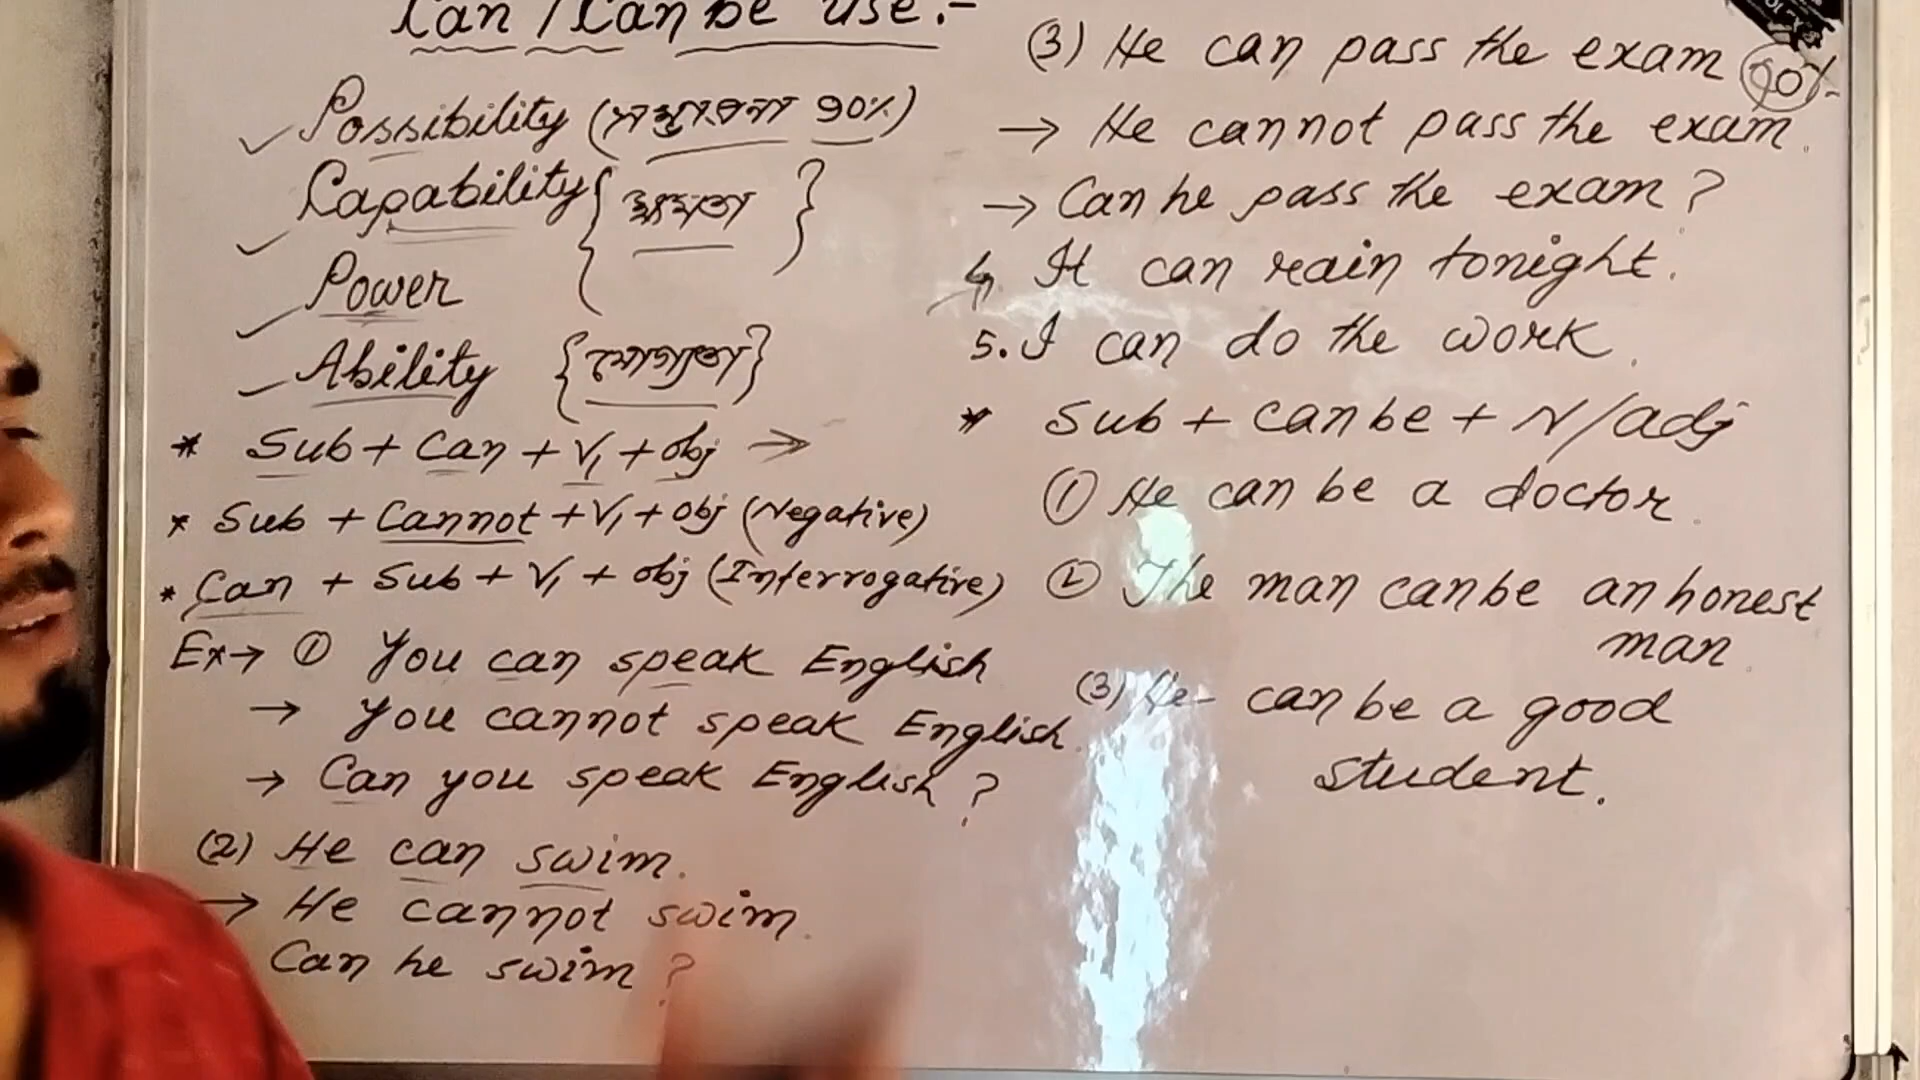 Can / Can be use :-
Possibility (সম্ভাবনা 90%)
Capability { ক্ষমতা }
Power
Ability {যোগ্যতা}
* Sub + Can + V₁ + obj →
* Sub + Cannot + V₁ + obj (Negative)
* Can + Sub + V₁ + obj (Interrogative)
Ex → ① You can speak English
→ You cannot speak English.
→ Can you speak English ?
(2) He can swim.
→ He cannot swim.
Can he swim ?
(3) He can pass the exam 90%
→ He cannot pass the exam.
→ Can he pass the exam ?
4. It can rain tonight.
5. I can do the work.
* Sub + can be + N/adj
① He can be a doctor.
② The man can be an honest
man.
(3) He can be a good
student.